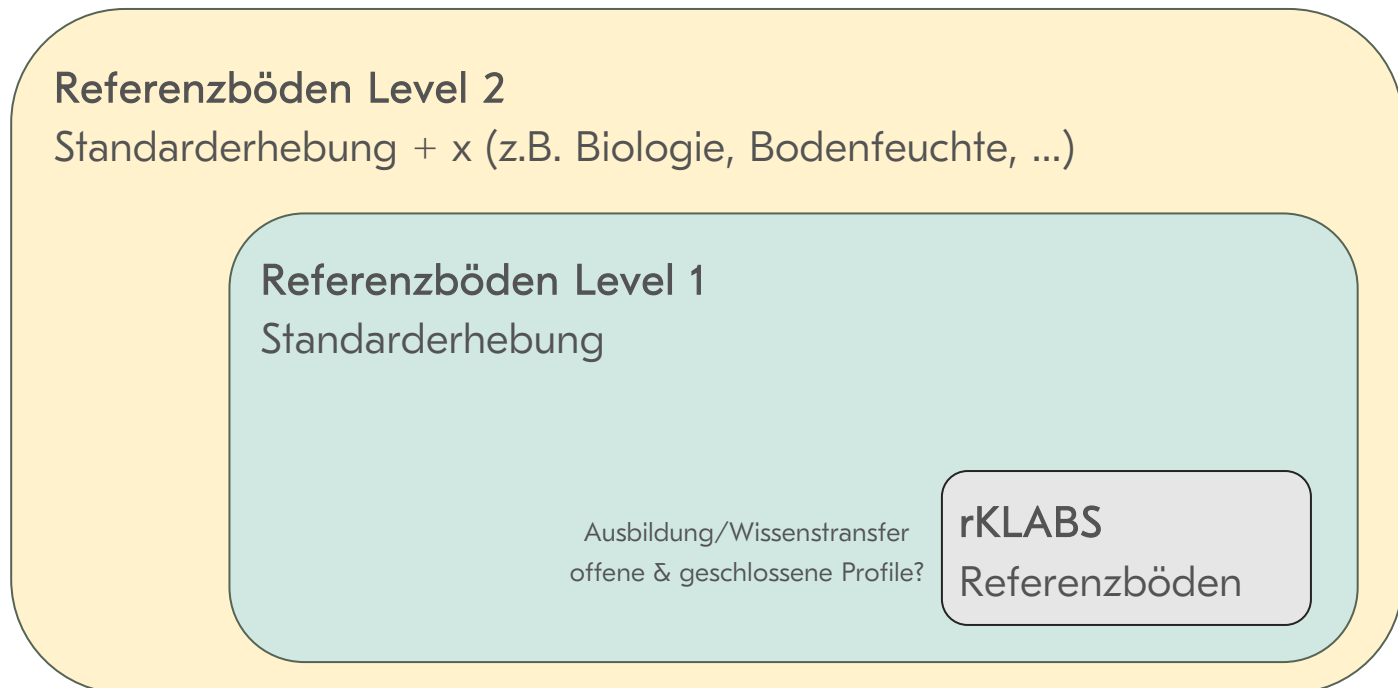 Referenzböden Level 2
Standarderhebung + x (z.B. Biologie, Bodenfeuchte, ...)
Referenzböden Level 1
Standarderhebung
Ausbildung/Wissenstransfer
offene & geschlossene Profile?
rKLABS
Referenzböden